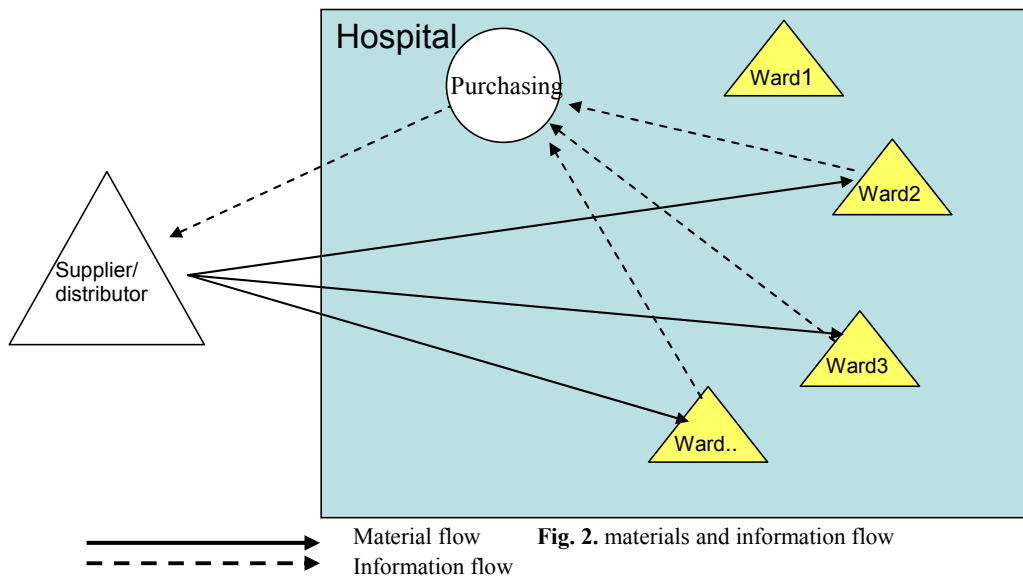 Hospital
Purchasing
Ward1
Ward2
Supplier/
distributor
Ward3
Ward..
Material flow
Fig. 2. materials and information flow
Information flow